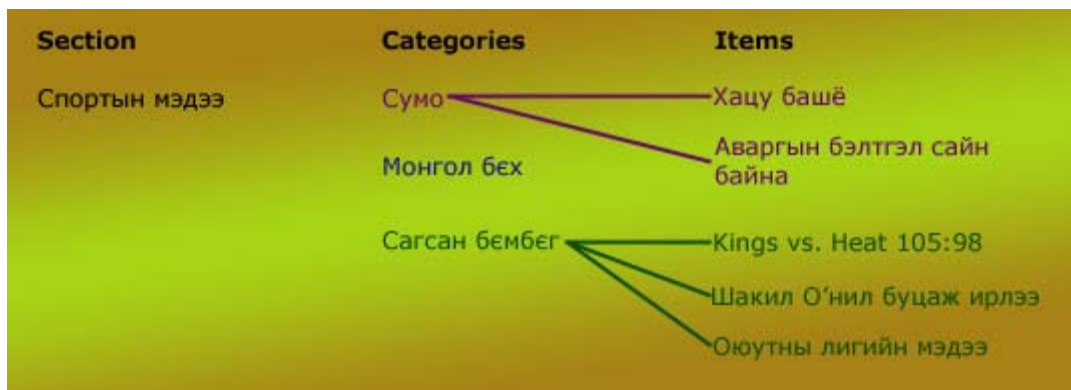 Section Categories Items
Спортын мэдээ Сумо Хацу башё
Аваргын бэлтгэл сайн
байна
Монгол бєх
Сагсан бємбєг Kings vs. Heat 105:98
Шакил О’нил буцаж ирлээ
Оюутны лигийн мэдээ